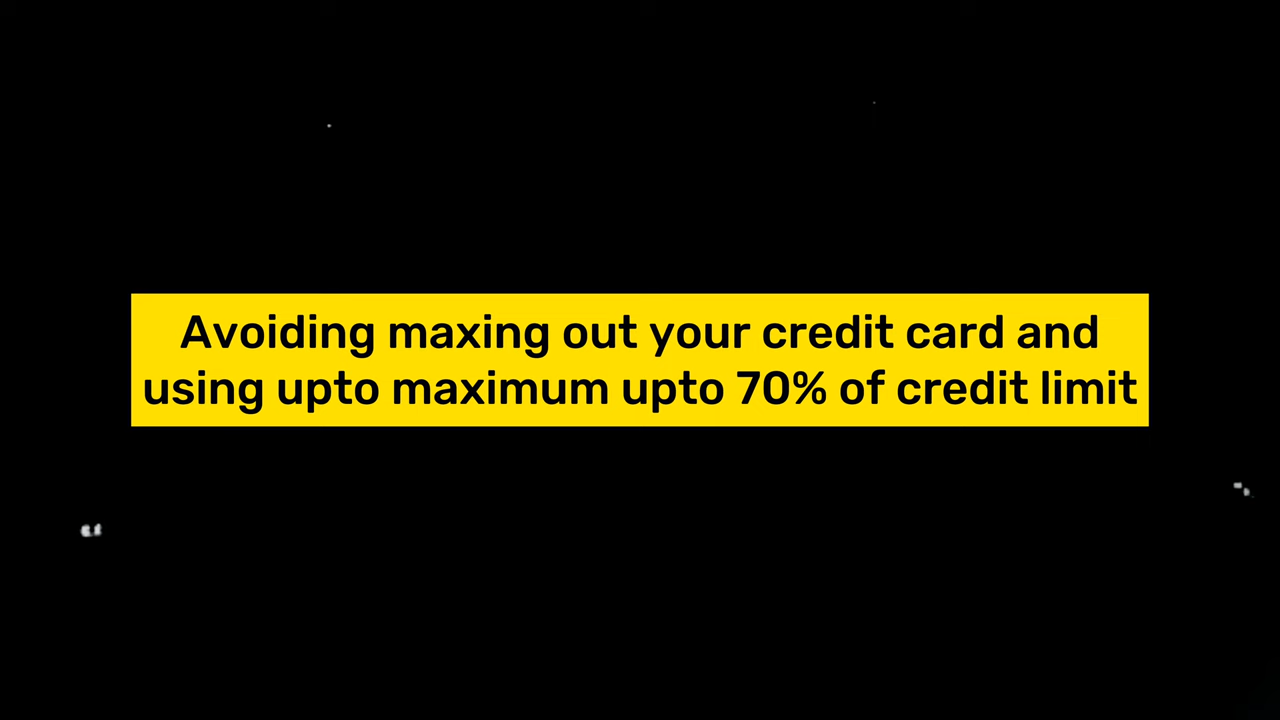 Avoiding maxing out your credit card and
using upto maximum upto 70% of credit limit